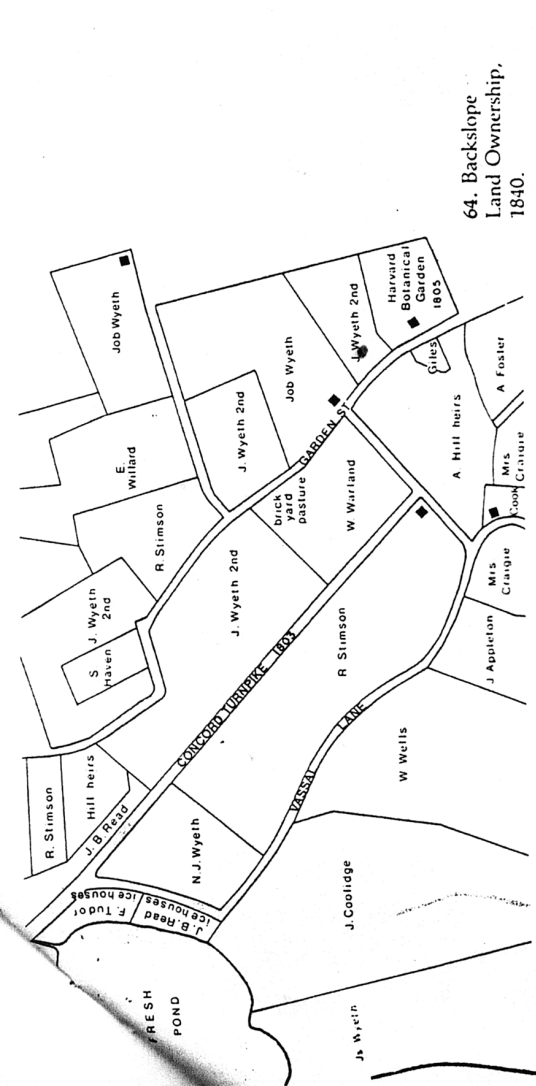 64. Backslope
Land Ownership,
1840.
Job Wyeth
E.
Willard
R. Stimson
J. Wyeth
2nd
S
Haven
R. Stimson
Hill heirs
J. B. Read
Job Wyeth
J. Wyeth 2nd
J Wyeth 2nd
Harvard
Botanical
Garden
1805
Giles
A Foster
GARDEN ST
brick
yard
pasture
W. Warland
A Hill heirs
Mrs
Craigie
Cook
Mrs
Craigie
J. Wyeth 2nd
CONCORD TURNPIKE 1803
R Stimson
J Appleton
VASSAL LANE
W Wells
N.J. Wyeth
F. Tudor
ice houses
J.B. Read
ice houses
J. Coolidge
FRESH
POND
Wyeth